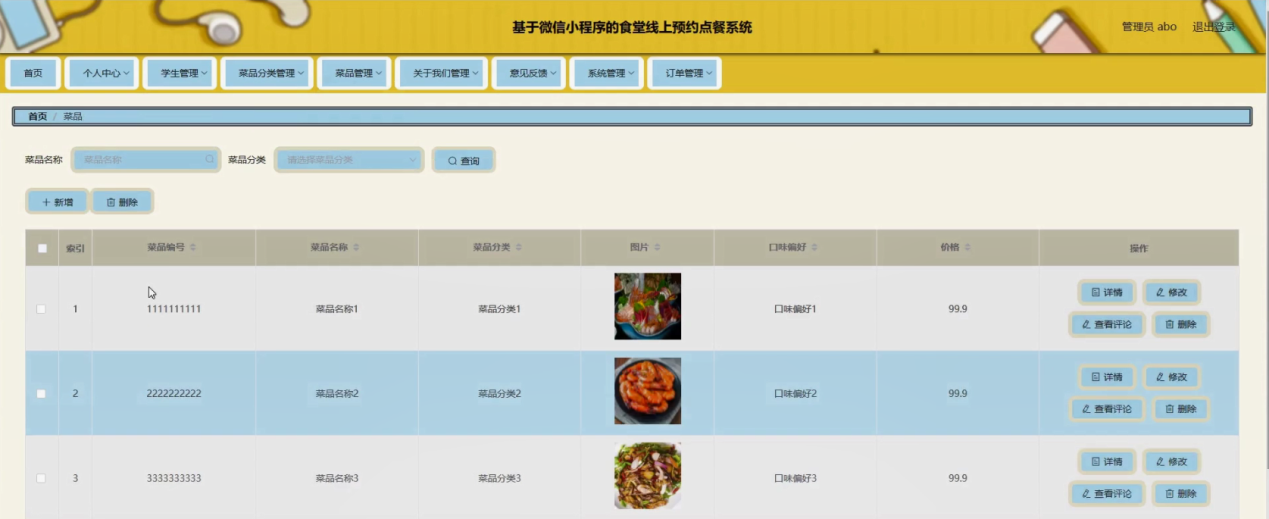 基于微信小程序的食堂线上预约点餐系统
管理员 abo 退出登录
首页 个人中心 学生管理 菜品分类管理 菜品管理 关于我们管理 意见反馈 系统管理 订单管理
首页 / 菜品
菜品名称 菜品名称 菜品分类 请选择菜品分类 查询
新增 删除
索引 菜品编号 菜品名称 菜品分类 图片 口味偏好 价格 操作
1 1111111111 菜品名称1 菜品分类1 口味偏好1 99.9 详情 修改
查看评论 删除
2 2222222222 菜品名称2 菜品分类2 口味偏好2 99.9 详情 修改
查看评论 删除
3 3333333333 菜品名称3 菜品分类3 口味偏好3 99.9 详情 修改
查看评论 删除